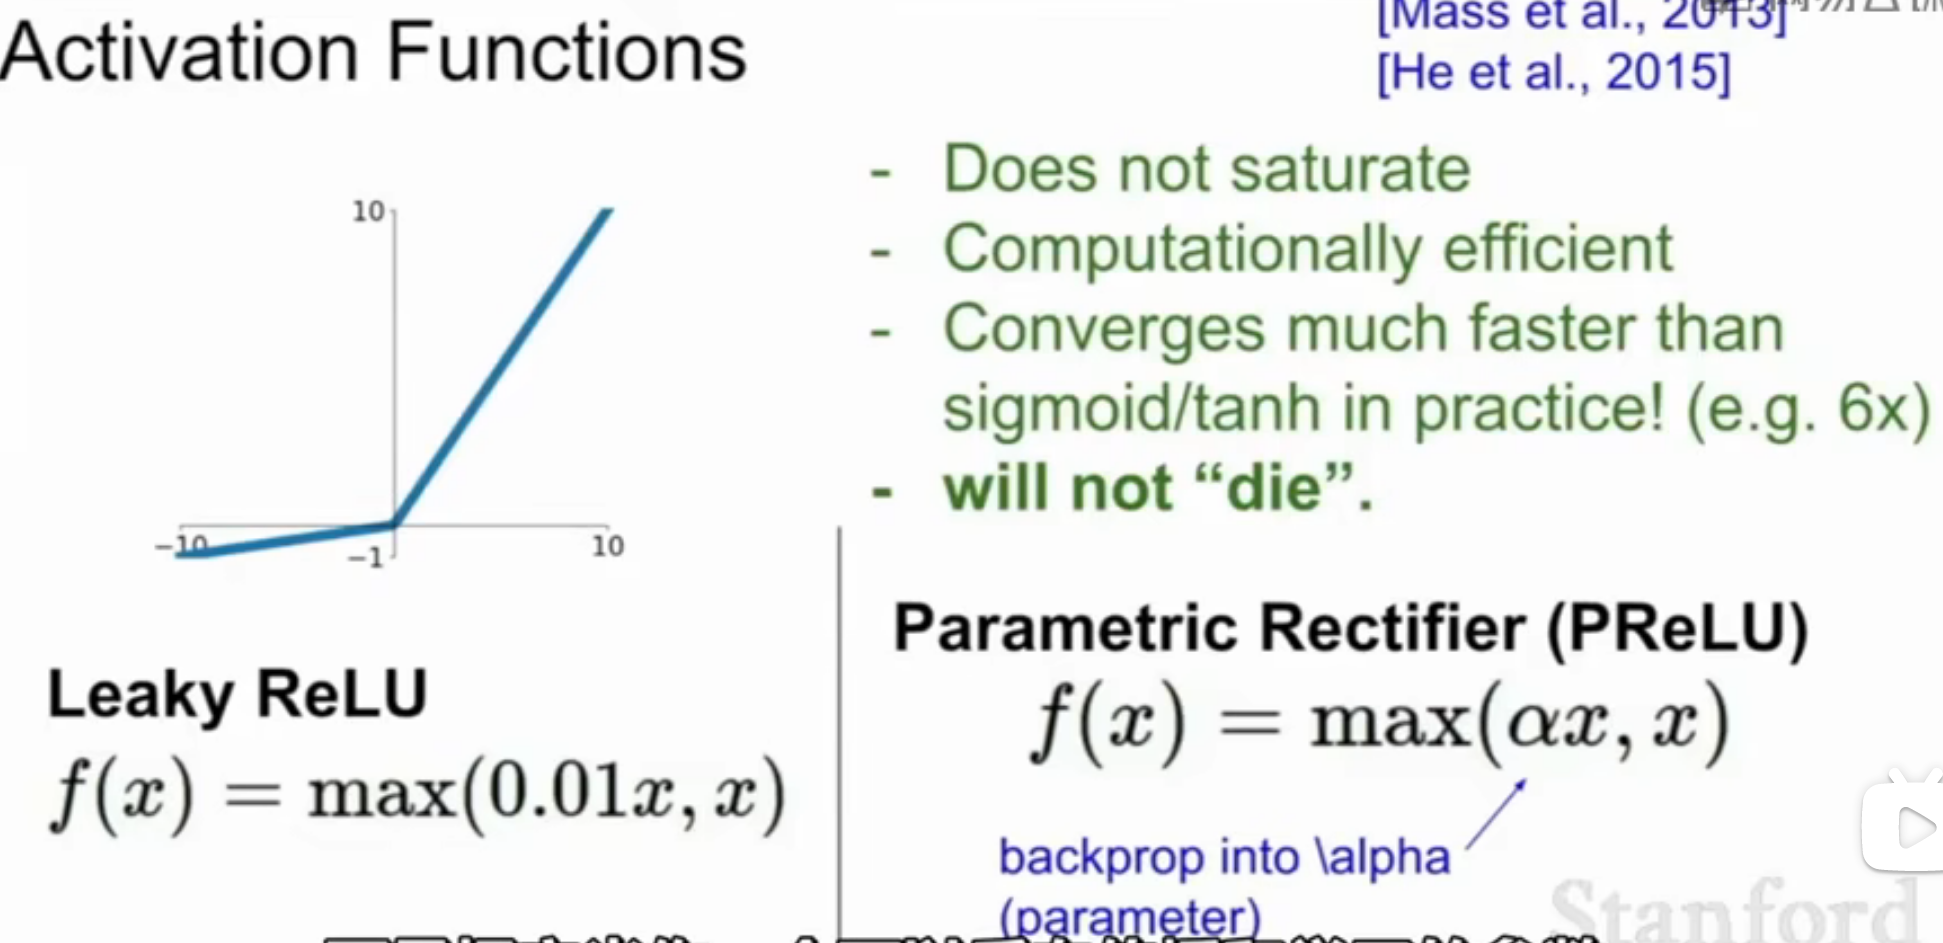 Activation Functions
[Mass et al., 2013]
[He et al., 2015]
- Does not saturate
- Computationally efficient
- Converges much faster than
sigmoid/tanh in practice! (e.g. 6x)
- will not “die”.
10
−10
−1
10
Leaky ReLU
f(x) = max(0.01x, x)
Parametric Rectifier (PReLU)
f(x) = max(αx, x)
backprop into \alpha
(parameter)
Stanford